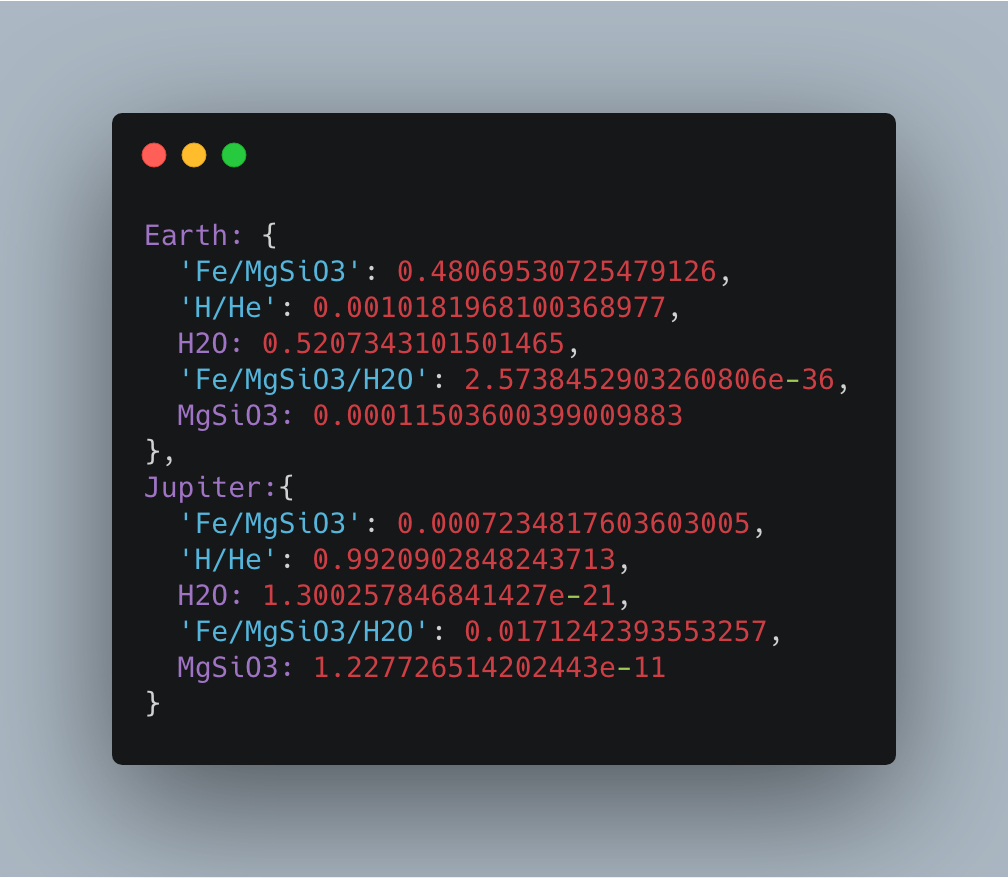 Earth: {
  'Fe/MgSiO3': 0.48069530725479126,
  'H/He': 0.0010181968100368977,
  H2O: 0.5207343101501465,
  'Fe/MgSiO3/H2O': 2.5738452903260806e-36,
  MgSiO3: 0.00011503600399009883
},
Jupiter:{
  'Fe/MgSiO3': 0.0007234817603603005,
  'H/He': 0.9920902848243713,
  H2O: 1.300257846841427e-21,
  'Fe/MgSiO3/H2O': 0.0171242393553257,
  MgSiO3: 1.227726514202443e-11
}